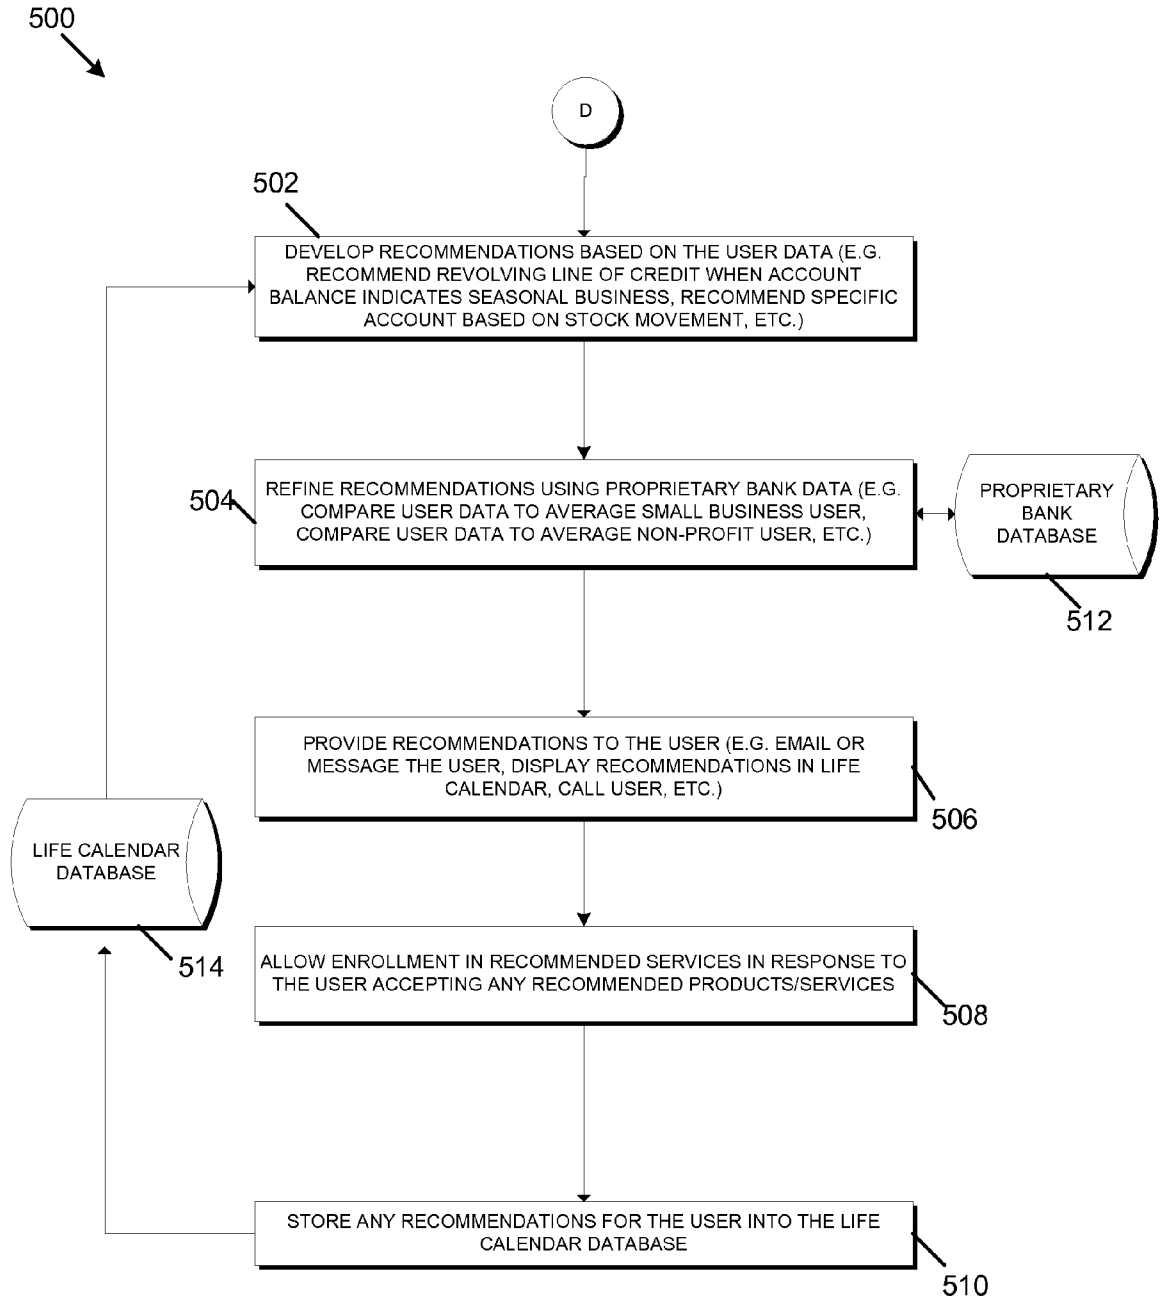 500
D
502
DEVELOP RECOMMENDATIONS BASED ON THE USER DATA (E.G.
RECOMMEND REVOLVING LINE OF CREDIT WHEN ACCOUNT
BALANCE INDICATES SEASONAL BUSINESS, RECOMMEND SPECIFIC
ACCOUNT BASED ON STOCK MOVEMENT, ETC.)
504
REFINE RECOMMENDATIONS USING PROPRIETARY BANK DATA (E.G.
COMPARE USER DATA TO AVERAGE SMALL BUSINESS USER,
COMPARE USER DATA TO AVERAGE NON-PROFIT USER, ETC.)
PROPRIETARY
BANK
DATABASE
512
PROVIDE RECOMMENDATIONS TO THE USER (E.G. EMAIL OR
MESSAGE THE USER, DISPLAY RECOMMENDATIONS IN LIFE
CALENDAR, CALL USER, ETC.)
506
LIFE CALENDAR
DATABASE
514
ALLOW ENROLLMENT IN RECOMMENDED SERVICES IN RESPONSE TO
THE USER ACCEPTING ANY RECOMMENDED PRODUCTS/SERVICES
508
STORE ANY RECOMMENDATIONS FOR THE USER INTO THE LIFE
CALENDAR DATABASE
510